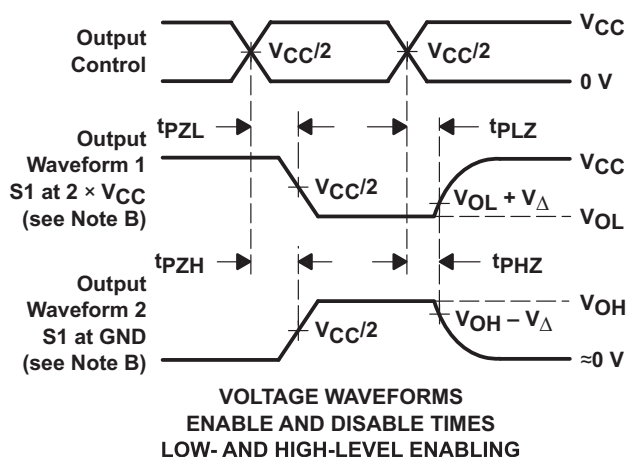 Output
Control
VCC/2
VCC/2
VCC
0 V
tPZL
tPLZ
Output
Waveform 1
S1 at 2 × VCC
(see Note B)
VCC/2
VCC
VOL + VΔ
VOL
tPZH
tPHZ
Output
Waveform 2
S1 at GND
(see Note B)
VCC/2
VOH
VOH – VΔ
≈0 V
VOLTAGE WAVEFORMS
ENABLE AND DISABLE TIMES
LOW- AND HIGH-LEVEL ENABLING